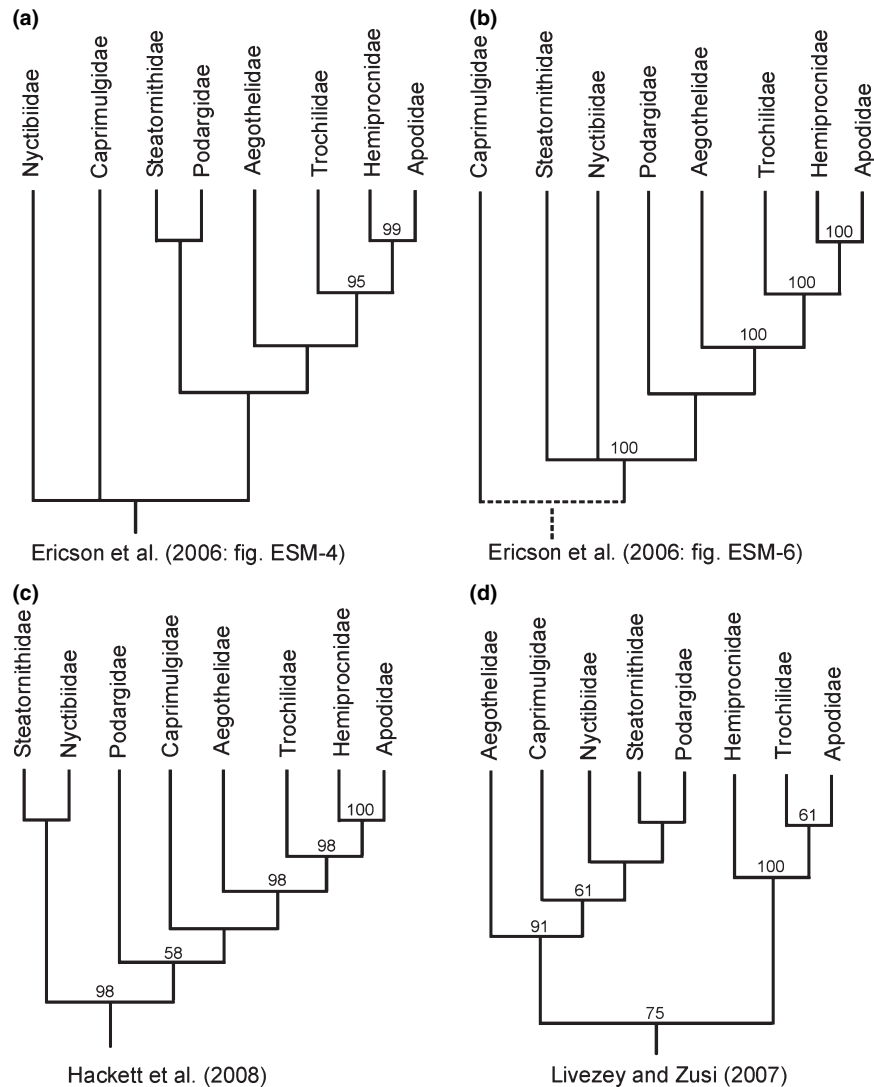 (a)
Nyctibiidae
Caprimulgidae
Steatornithidae
Podargidae
Aegothelidae
Trochilidae
Hemiprocnidae
Apodidae
99
95
Ericson et al. (2006: fig. ESM-4)
(b)
Caprimulgidae
Steatornithidae
Nyctibiidae
Podargidae
Aegothelidae
Trochilidae
Hemiprocnidae
Apodidae
100
100
100
100
Ericson et al. (2006: fig. ESM-6)
(c)
Steatornithidae
Nyctibiidae
Podargidae
Caprimulgidae
Aegothelidae
Trochilidae
Hemiprocnidae
Apodidae
100
98
98
58
98
Hackett et al. (2008)
(d)
Aegothelidae
Caprimulgidae
Nyctibiidae
Steatornithidae
Podargidae
Hemiprocnidae
Trochilidae
Apodidae
61
100
61
91
75
Livezey and Zusi (2007)